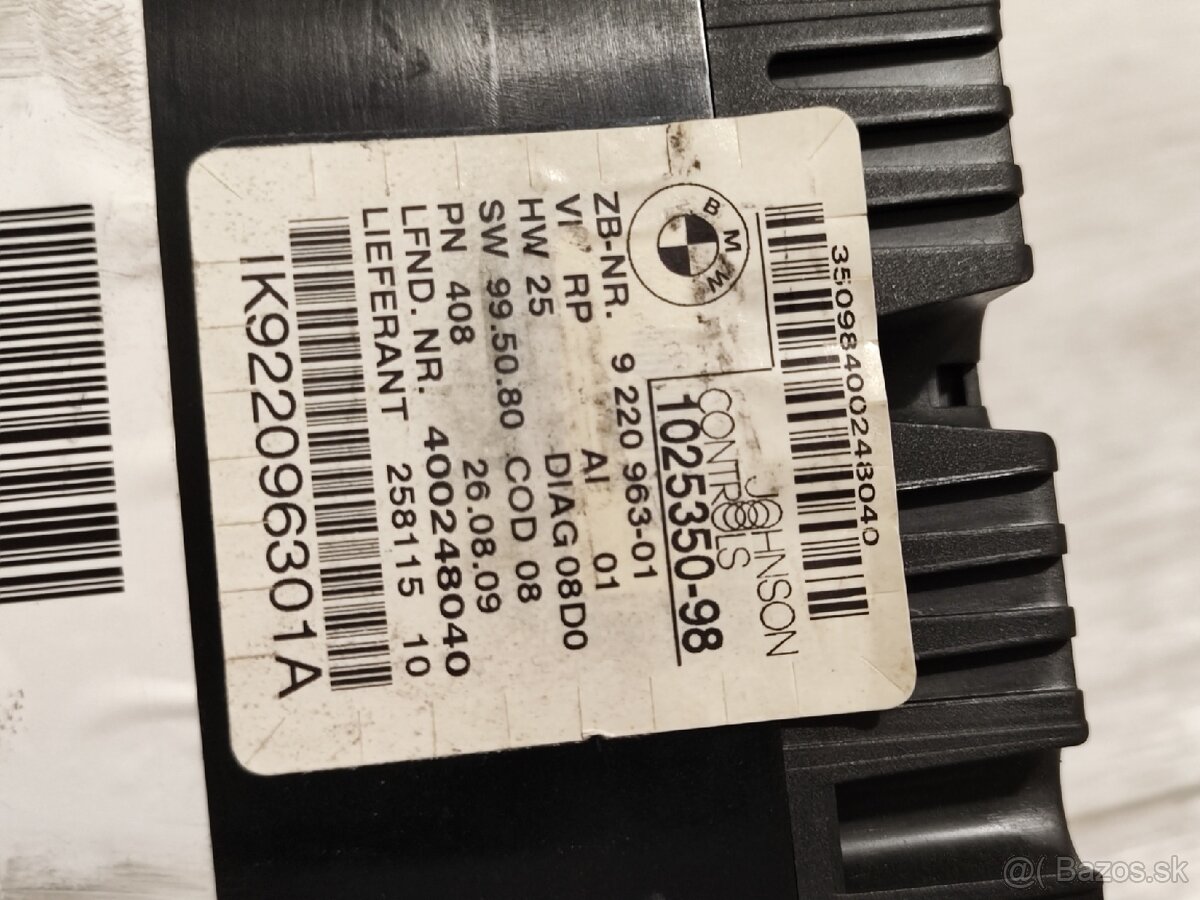 35098400248040
BMW
JOHNSON
CONTROLS
1025350-98
ZB-NR. 9 220 963-01
VI ' RP AI 01
HW 25 DIAG 08D0
SW 99.50.80 COD 08
PN 408 26.08.09
LFND. NR. 400248040
LIEFERANT 258115 10
IK922096301A
@( Bazos.sk